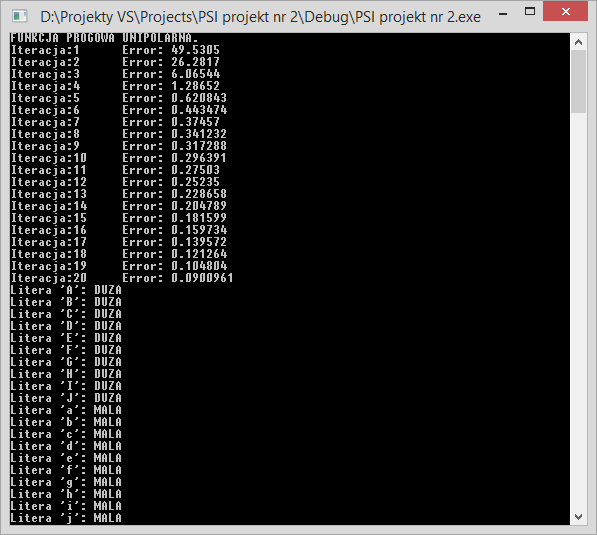 D:\Projekty VS\Projects\PSI projekt nr 2\Debug\PSI projekt nr 2.exe
FUNKCJA PROGOWA UNIPOLARNA.
Iteracja:1 Error: 49.5305
Iteracja:2 Error: 26.2817
Iteracja:3 Error: 6.06544
Iteracja:4 Error: 1.28652
Iteracja:5 Error: 0.620843
Iteracja:6 Error: 0.443474
Iteracja:7 Error: 0.37457
Iteracja:8 Error: 0.341232
Iteracja:9 Error: 0.317288
Iteracja:10 Error: 0.296391
Iteracja:11 Error: 0.27503
Iteracja:12 Error: 0.25235
Iteracja:13 Error: 0.228658
Iteracja:14 Error: 0.204789
Iteracja:15 Error: 0.181599
Iteracja:16 Error: 0.159734
Iteracja:17 Error: 0.139572
Iteracja:18 Error: 0.121264
Iteracja:19 Error: 0.104804
Iteracja:20 Error: 0.0900961
Litera 'A': DUZA
Litera 'B': DUZA
Litera 'C': DUZA
Litera 'D': DUZA
Litera 'E': DUZA
Litera 'F': DUZA
Litera 'G': DUZA
Litera 'H': DUZA
Litera 'I': DUZA
Litera 'J': DUZA
Litera 'a': MALA
Litera 'b': MALA
Litera 'c': MALA
Litera 'd': MALA
Litera 'e': MALA
Litera 'f': MALA
Litera 'g': MALA
Litera 'h': MALA
Litera 'i': MALA
Litera 'j': MALA